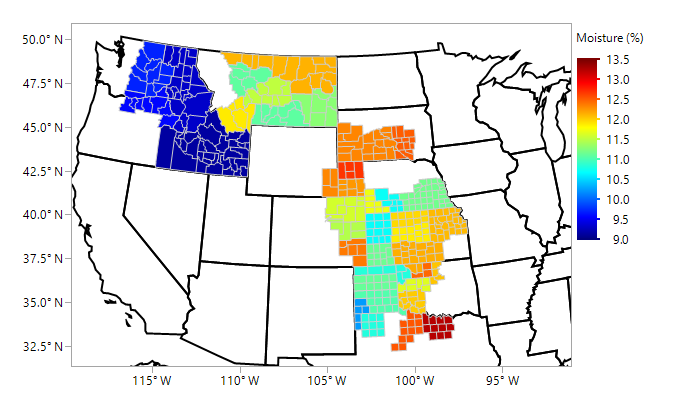 Moisture (%)
50.0° N
47.5° N
45.0° N
42.5° N
40.0° N
37.5° N
35.0° N
32.5° N
13.5
13.0
12.5
12.0
11.5
11.0
10.5
10.0
9.5
9.0
115° W
110° W
105° W
100° W
95° W